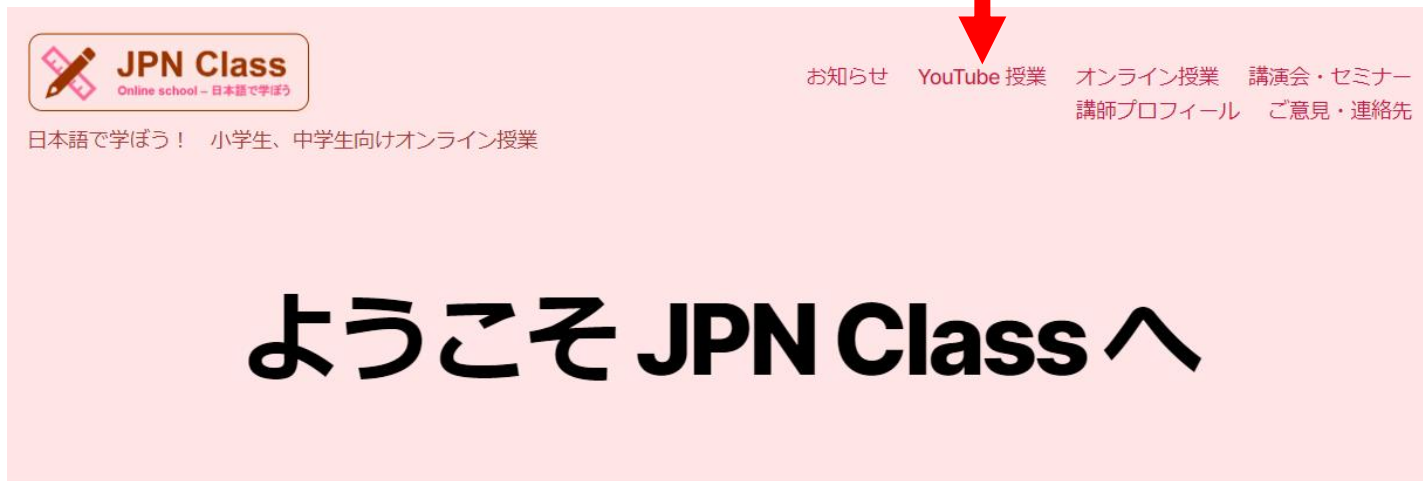 JPN Class
Online school – 日本語で学ぼう
日本語で学ぼう！　小学生、中学生向けオンライン授業
お知らせ　YouTube 授業　オンライン授業　講演会・セミナー
講師プロフィール　ご意見・連絡先
ようこそ JPN Class へ